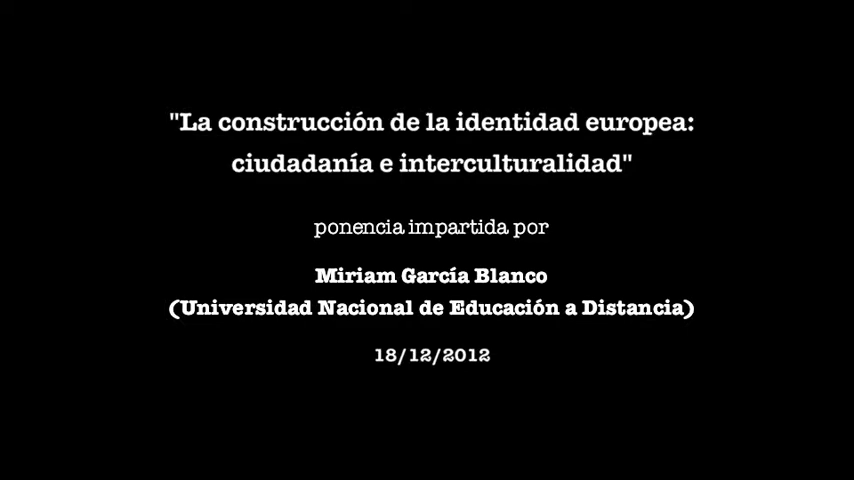 "La construcción de la identidad europea:
ciudadanía e interculturalidad"
ponencia impartida por
Miriam García Blanco
(Universidad Nacional de Educación a Distancia)
18/12/2012